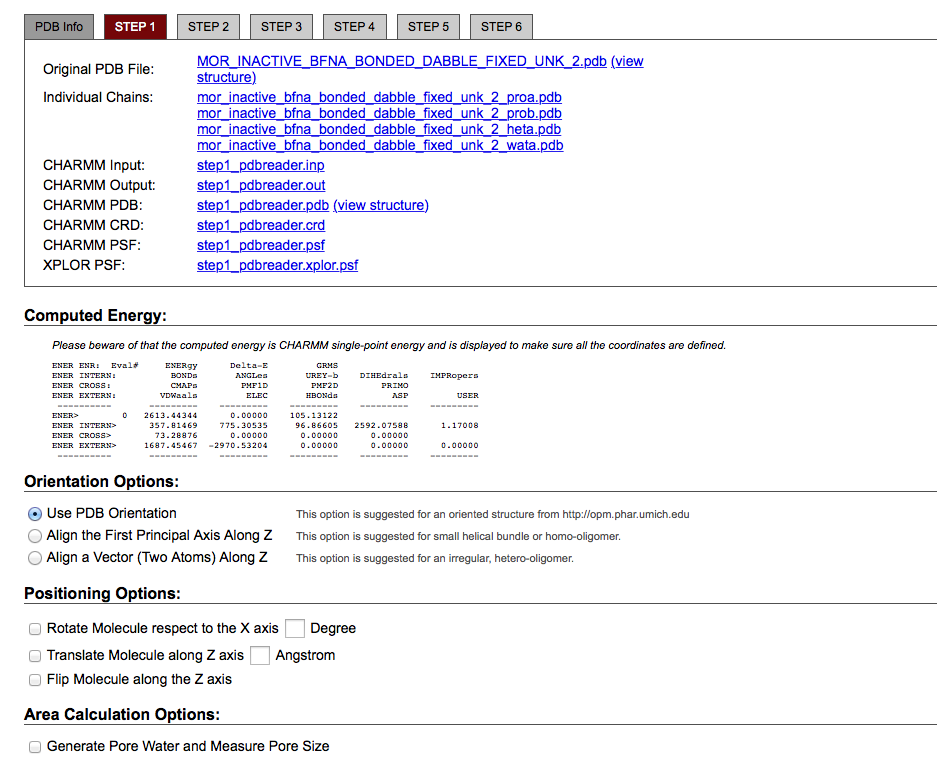 PDB Info STEP 1 STEP 2 STEP 3 STEP 4 STEP 5 STEP 6
Original PDB File: MOR_INACTIVE_BFNA_BONDED_DABBLE_FIXED_UNK_2.pdb (view
structure)
Individual Chains: mor_inactive_bfna_bonded_dabble_fixed_unk_2_proa.pdb
mor_inactive_bfna_bonded_dabble_fixed_unk_2_prob.pdb
mor_inactive_bfna_bonded_dabble_fixed_unk_2_heta.pdb
mor_inactive_bfna_bonded_dabble_fixed_unk_2_wata.pdb
CHARMM Input: step1_pdbreader.inp
CHARMM Output: step1_pdbreader.out
CHARMM PDB: step1_pdbreader.pdb (view structure)
CHARMM CRD: step1_pdbreader.crd
CHARMM PSF: step1_pdbreader.psf
XPLOR PSF: step1_pdbreader.xplor.psf
Computed Energy:
Please beware of that the computed energy is CHARMM single-point energy and is displayed to make sure all the coordinates are defined.
ENER ENR: Eval# ENERgy Delta-E GRMS
ENER INTERN: BONDs ANGLes UREY-b DIHEdrals IMPRopers
ENER CROSS: CMAPs PMF1D PMF2D PRIMO
ENER EXTERN: VDWaals ELEC HBONds ASP USER
---------- --------- --------- --------- --------- ---------
ENER> 0 2613.44344 0.00000 105.13122
ENER INTERN> 357.81469 775.30535 96.86605 2592.07588 1.17008
ENER CROSS> 73.28876 0.00000 0.00000 0.00000
ENER EXTERN> 1687.45467 -2970.53204 0.00000 0.00000 0.00000
---------- --------- --------- --------- --------- ---------
Orientation Options:
Use PDB Orientation This option is suggested for an oriented structure from http://opm.phar.umich.edu
Align the First Principal Axis Along Z This option is suggested for small helical bundle or homo-oligomer.
Align a Vector (Two Atoms) Along Z This option is suggested for an irregular, hetero-oligomer.
Positioning Options:
Rotate Molecule respect to the X axis Degree
Translate Molecule along Z axis Angstrom
Flip Molecule along the Z axis
Area Calculation Options:
Generate Pore Water and Measure Pore Size